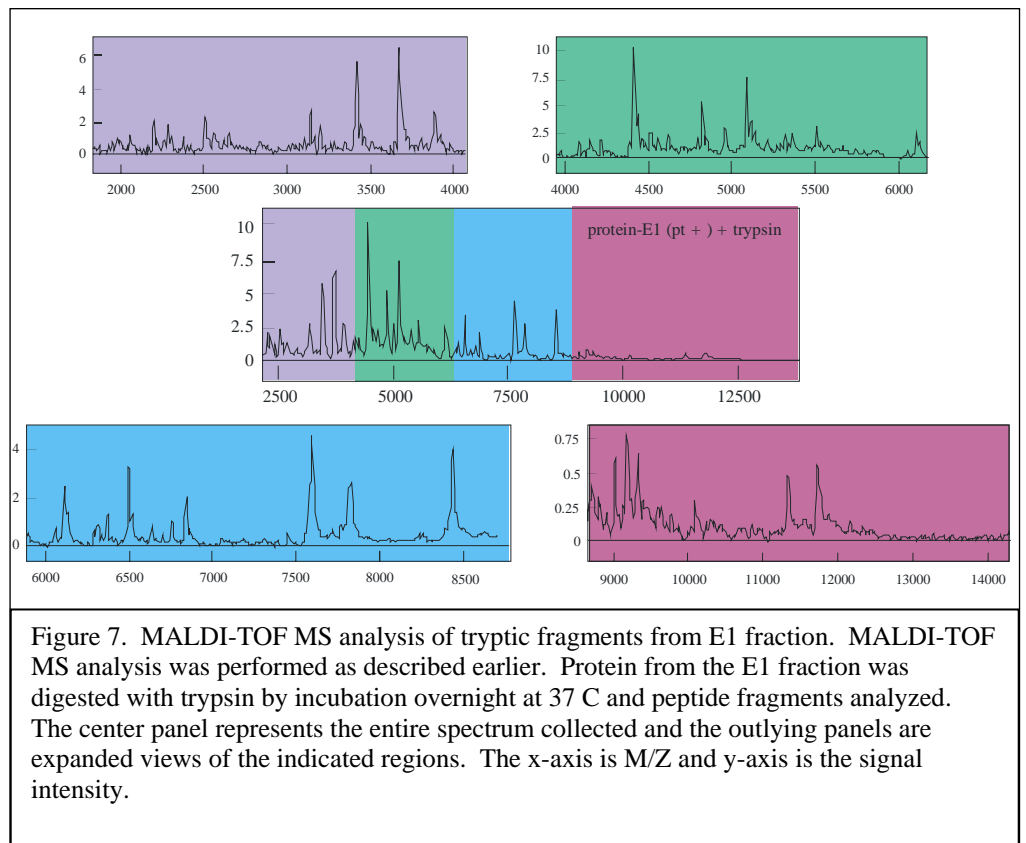 6
4
2
0
2000 2500 3000 3500 4000
10
7.5
5
2.5
0
4000 4500 5000 5500 6000
protein-E1 (pt + ) + trypsin
10
7.5
5
2.5
0
2500 5000 7500 10000 12500
4
2
0
6000 6500 7000 7500 8000 8500
0.75
0.5
0.25
0
9000 10000 11000 12000 13000 14000
Figure 7. MALDI-TOF MS analysis of tryptic fragments from E1 fraction. MALDI-TOF
MS analysis was performed as described earlier. Protein from the E1 fraction was
digested with trypsin by incubation overnight at 37 C and peptide fragments analyzed.
The center panel represents the entire spectrum collected and the outlying panels are
expanded views of the indicated regions. The x-axis is M/Z and y-axis is the signal
intensity.